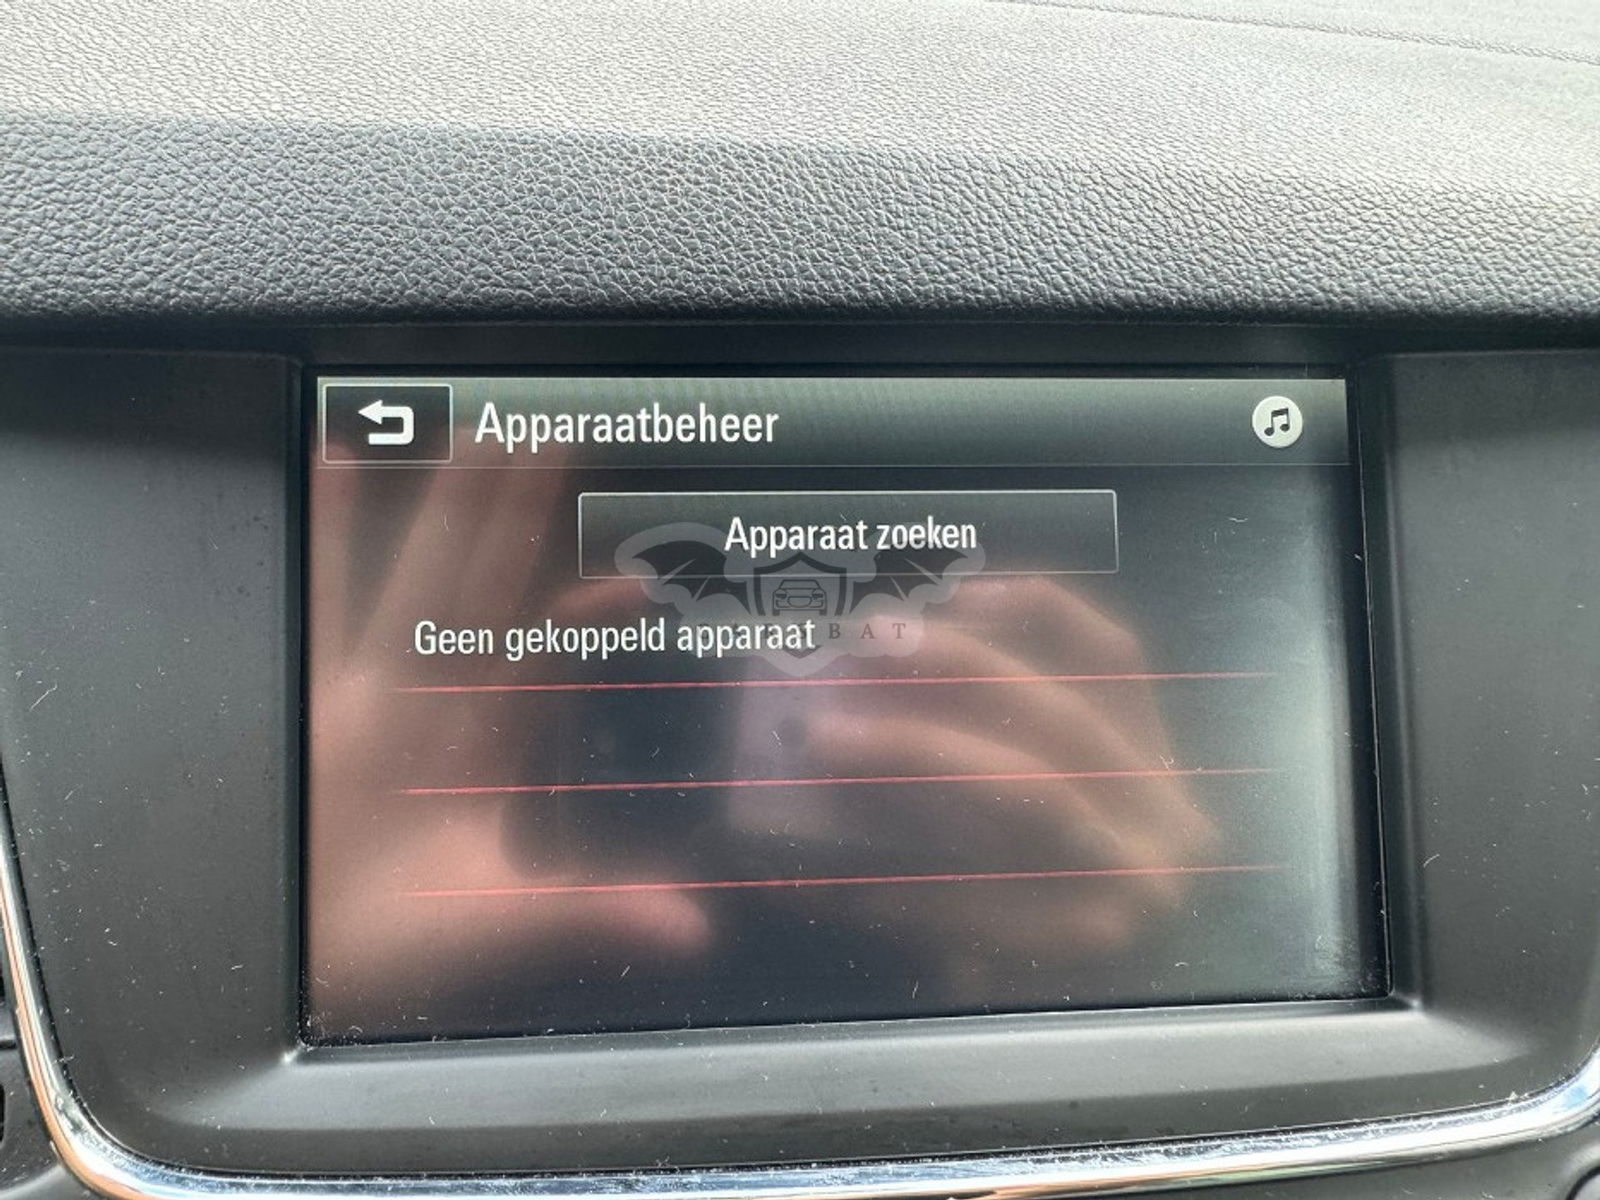 Apparaatbeheer
Apparaat zoeken
Geen gekoppeld apparaat